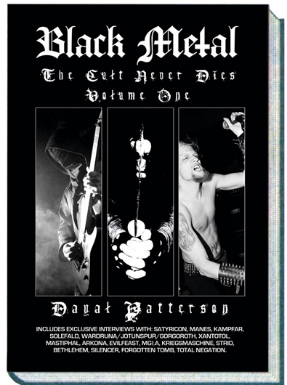 Black Metal
The Cult Never Dies
Volume One
Dayal Patterson
INCLUDES EXCLUSIVE INTERVIEWS WITH: SATYRICON, MANES, KAMPFAR,
SOLEFALD, WARDRUNA/JOTUNSPUR/GORGOROTH, XANTOTOL,
MASTIPHAL, ARKONA, EVILFEAST, MGŁA, KRIEGSMASCHINE, STRID,
BETHLEHEM, SILENCER, FORGOTTEN TOMB, TOTAL NEGATION.